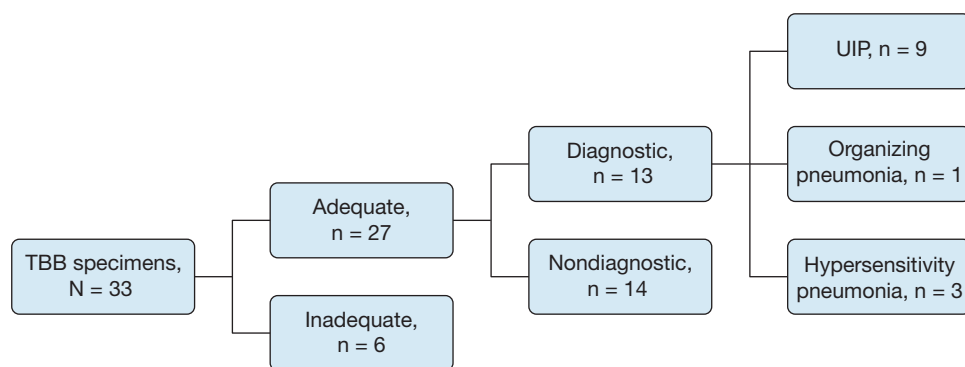 TBB specimens,
N = 33
Adequate,
n = 27
Inadequate,
n = 6
Diagnostic,
n = 13
Nondiagnostic,
n = 14
UIP, n = 9
Organizing
pneumonia, n = 1
Hypersensitivity
pneumonia, n = 3